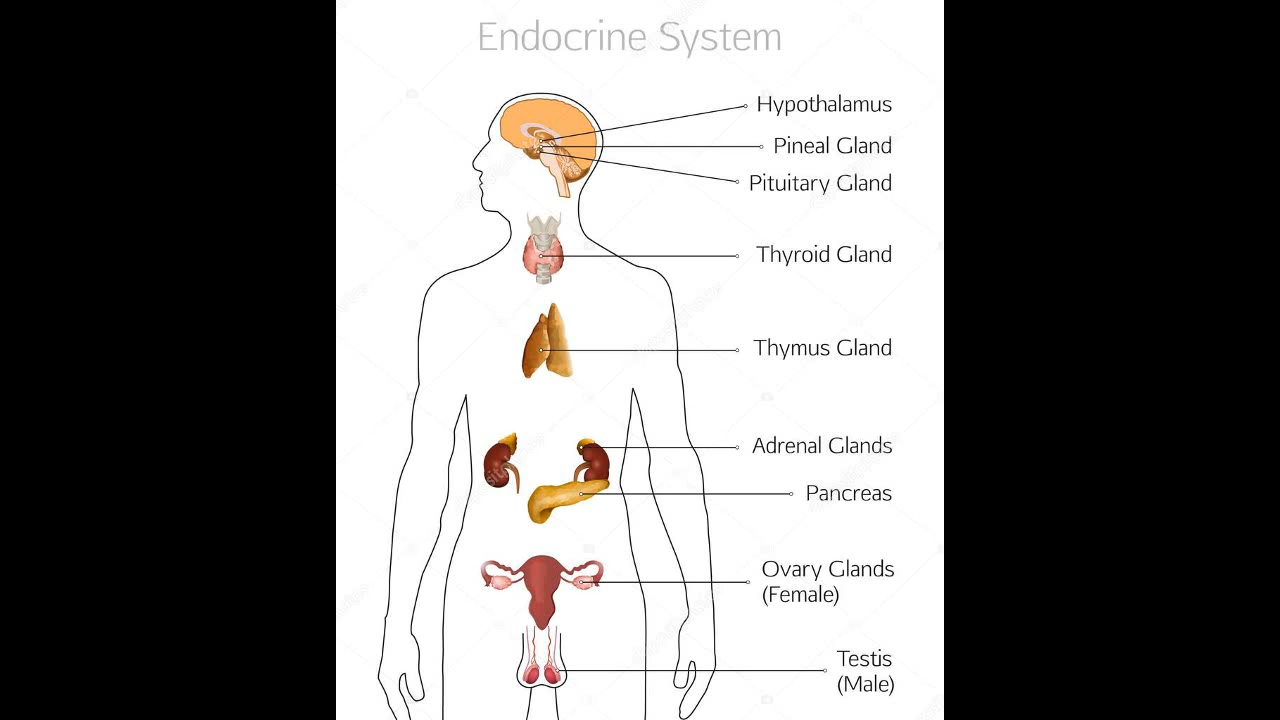 Endocrine System
Hypothalamus
Pineal Gland
Pituitary Gland
Thyroid Gland
Thymus Gland
Adrenal Glands
Pancreas
Ovary Glands
(Female)
Testis
(Male)